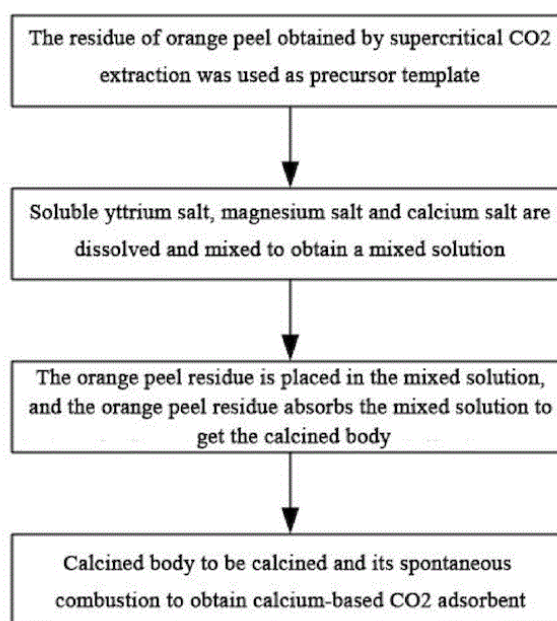 The residue of orange peel obtained by supercritical CO2
extraction was used as precursor template
Soluble yttrium salt, magnesium salt and calcium salt are
dissolved and mixed to obtain a mixed solution
The orange peel residue is placed in the mixed solution,
and the orange peel residue absorbs the mixed solution to
get the calcined body
Calcined body to be calcined and its spontaneous
combustion to obtain calcium-based CO2 adsorbent